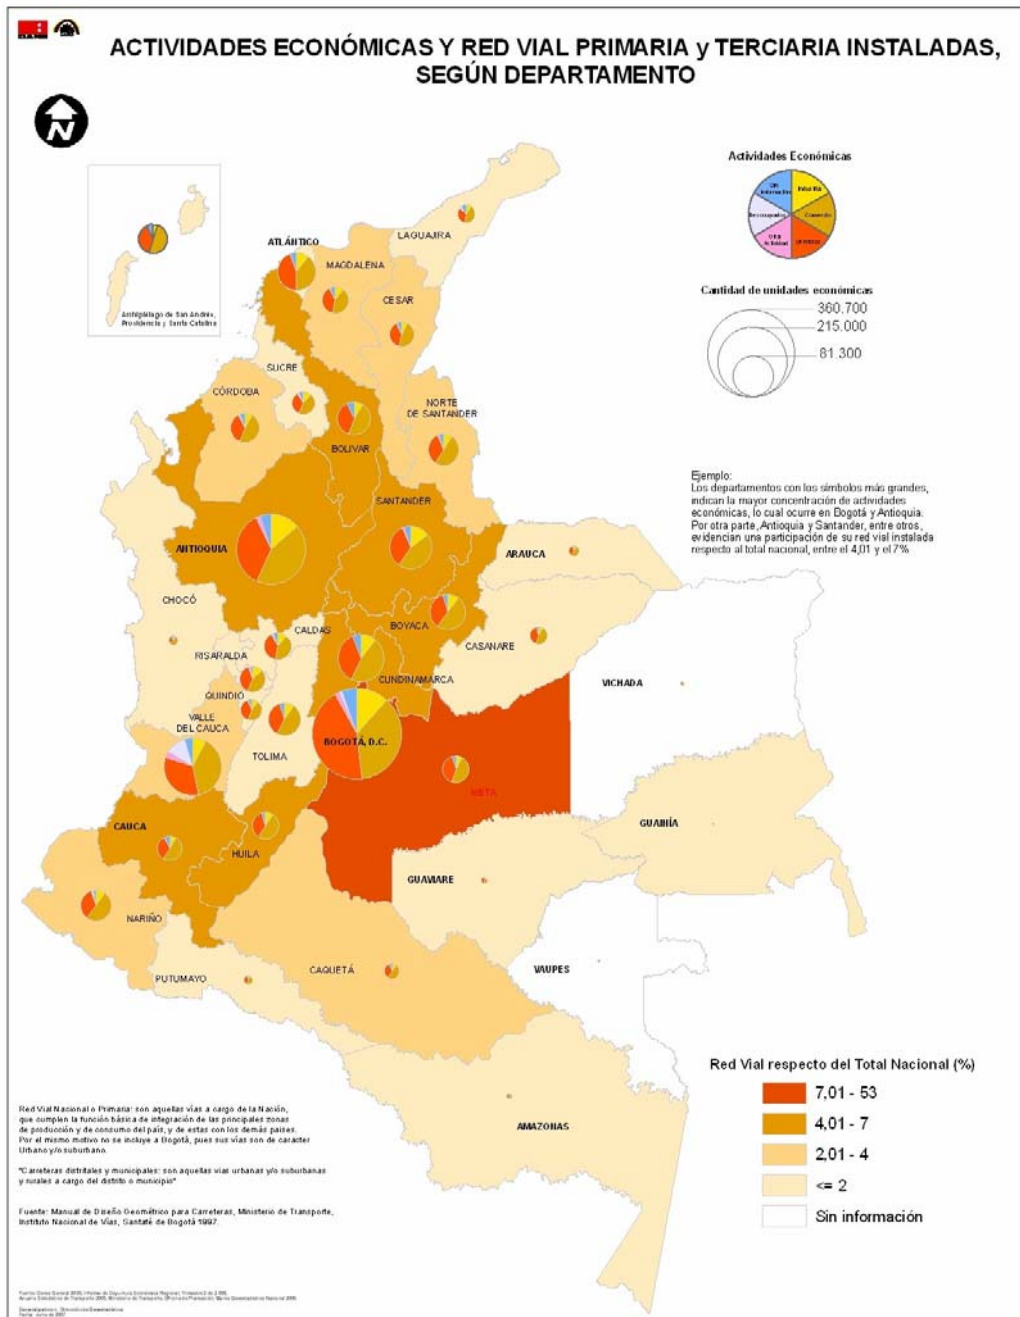 ACTIVIDADES ECONÓMICAS Y RED VIAL PRIMARIA y TERCIARIA INSTALADAS,
SEGÚN DEPARTAMENTO
N
Actividades Económicas
Industria
Comercio
Servicios
Otra
Actividad
Desocupados
Sin
información
Cantidad de unidades económicas
360.700
215.000
81.300
Archipiélago de San Andrés,
Providencia y Santa Catalina
LAGUAJIRA
ATLÁNTICO
MAGDALENA
CESAR
SUCRE
CÓRDOBA
NORTE
DE SANTANDER
BOLIVAR
SANTANDER
Ejemplo:
Los departamentos con los símbolos más grandes,
indican la mayor concentración de actividades
económicas, lo cual ocurre en Bogotá y Antioquia.
Por otra parte, Antioquia y Santander, entre otros,
evidencian una participación de su red vial instalada
respecto al total nacional, entre el 4,01 y el 7%
ANTIOQUIA
ARAUCA
CHOCÓ
BOYACA
CALDAS
CASANARE
RISARALDA
CUNDINAMARCA
VICHADA
QUINDIO
VALLE
DEL CAUCA
BOGOTÁ, D.C.
TOLIMA
META
CAUCA
GUAINÍA
HUILA
GUAVIARE
NARIÑO
CAQUETÁ
VAUPES
PUTUMAYO
AMAZONAS
Red Vial respecto del Total Nacional (%)
7,01 - 53
4,01 - 7
2,01 - 4
<= 2
Sin información
Red Vial Nacional o Primaria: son aquellas vías a cargo de la Nación,
que cumplen la función básica de integración de las principales zonas
de producción y de consumo del país, y de estas con los demás paises.
Por el mismo motivo no se incluye a Bogotá, pues sus vías son de caracter
Urbano y/o suburbano.
"Carreteras distritales y municipales: son aquellas vias urbanas y/o suburbanas
y rurales a cargo del distrito o municipio"
Fuente: Manual de Diseño Geométrico para Carreteras, Ministerio de Transporte,
Instituto Nacional de Vías, Santafé de Bogotá 1997.